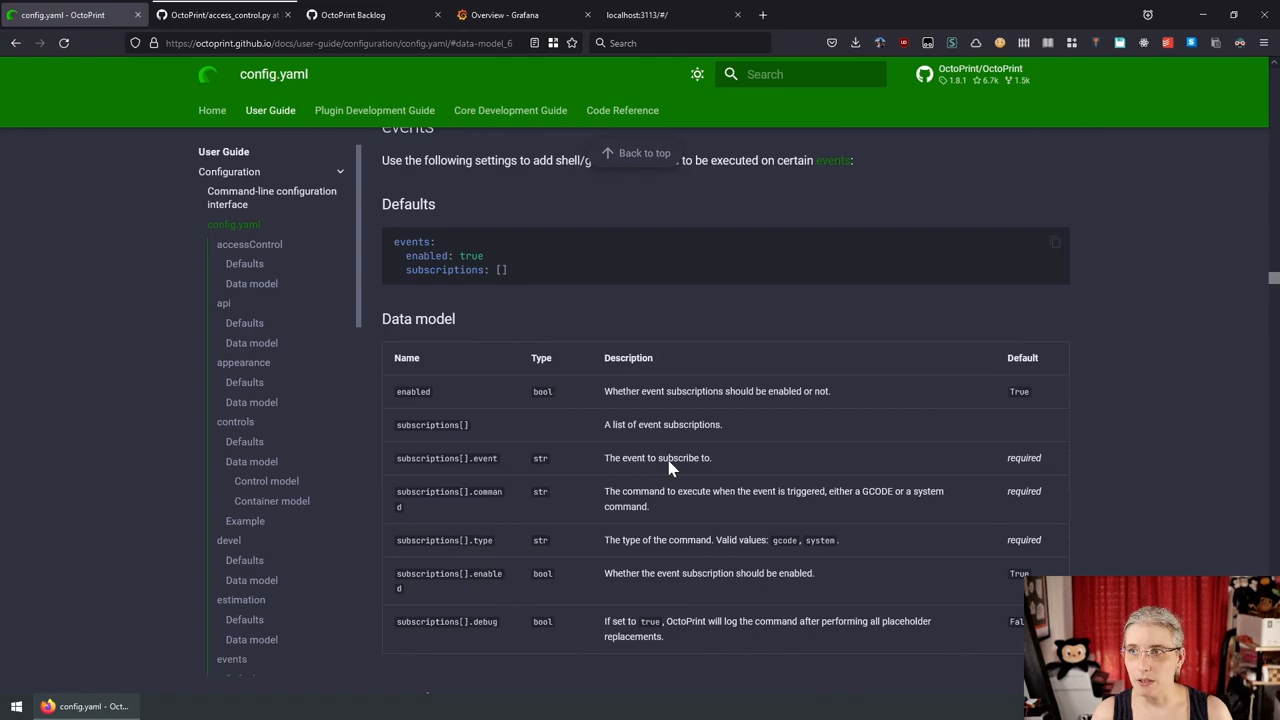 config.yaml - OctoPrint
OctoPrint/access_control.py at
OctoPrint Backlog
Overview - Grafana
localhost:3113/#/
https://octoprint.github.io/docs/user-guide/configuration/config.yaml/#data-model_6
Search
config.yaml
Search
OctoPrint/OctoPrint
1.8.1 6.7k 1.5k
Home
User Guide
Plugin Development Guide
Core Development Guide
Code Reference
User Guide
Configuration
Command-line configuration
interface
config.yaml
accessControl
Defaults
Data model
api
Defaults
Data model
appearance
Defaults
Data model
controls
Defaults
Data model
Control model
Container model
Example
devel
Defaults
Data model
estimation
Defaults
Data model
events
events
Back to top
Use the following settings to add shell/g to be executed on certain events:
Defaults
events:
enabled: true
subscriptions: []
Data model
Name Type Description Default
enabled bool Whether event subscriptions should be enabled or not. True
subscriptions[] A list of event subscriptions.
subscriptions[].event str The event to subscribe to. required
subscriptions[].comman str The command to execute when the event is triggered, either a GCODE or a system required
d command.
subscriptions[].type str The type of the command. Valid values: gcode, system. required
subscriptions[].enable bool Whether the event subscription should be enabled. True
d
subscriptions[].debug bool If set to true, OctoPrint will log the command after performing all placeholder Fal
replacements.
config.yaml - Oct...